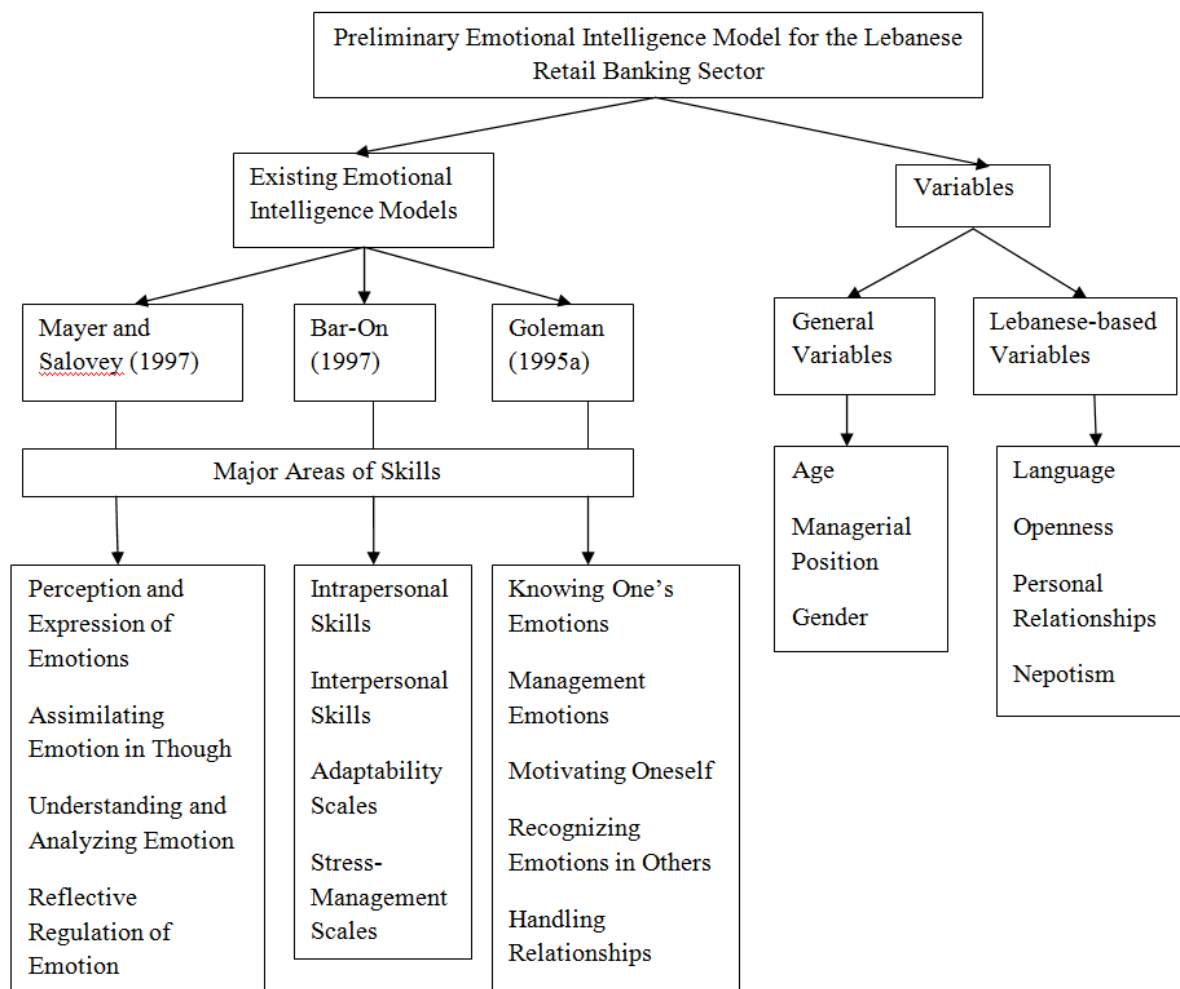 Preliminary Emotional Intelligence Model for the Lebanese
Retail Banking Sector
Existing Emotional
Intelligence Models
Variables
Mayer and
Salovey (1997)
Bar-On
(1997)
Goleman
(1995a)
General
Variables
Lebanese-based
Variables
Major Areas of Skills
Perception and
Expression of
Emotions
Assimilating
Emotion in Though
Understanding and
Analyzing Emotion
Reflective
Regulation of
Emotion
Intrapersonal
Skills
Interpersonal
Skills
Adaptability
Scales
Stress-
Management
Scales
Knowing One’s
Emotions
Management
Emotions
Motivating Oneself
Recognizing
Emotions in Others
Handling
Relationships
Age
Managerial
Position
Gender
Language
Openness
Personal
Relationships
Nepotism